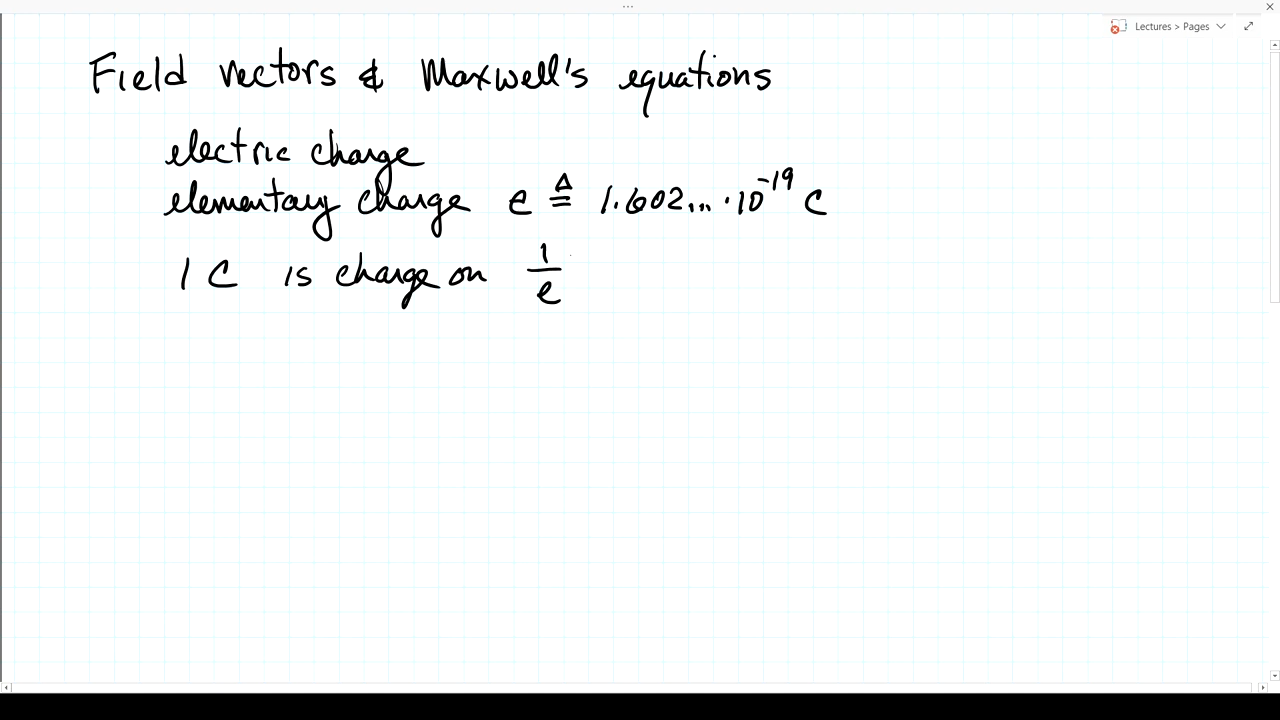 ...
Lectures > Pages
Field vectors & Maxwell's equations
electric charge
elementary charge e ≜ 1.602... · 10^-19 C
1 C is charge on 1/e